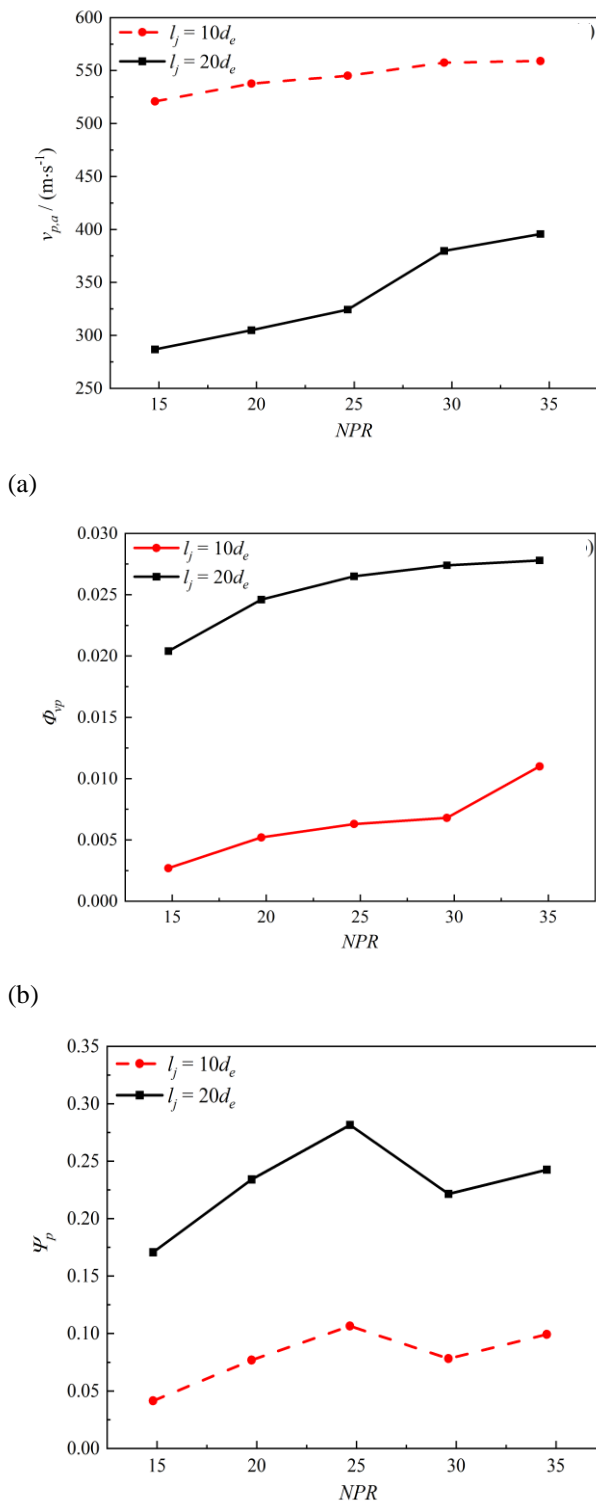 600
550
500
450
400
350
300
250
v_{p,a} / (m·s⁻¹)
l_j = 10d_e
l_j = 20d_e
15 20 25 30 35
NPR
(a)
0.030
0.025
0.020
0.015
0.010
0.005
0.000
Φ_{vp}
l_j = 10d_e
l_j = 20d_e
)
15 20 25 30 35
NPR
(b)
0.35
0.30
0.25
0.20
0.15
0.10
0.05
0.00
Ψ_p
l_j = 10d_e
l_j = 20d_e
15 20 25 30 35
NPR